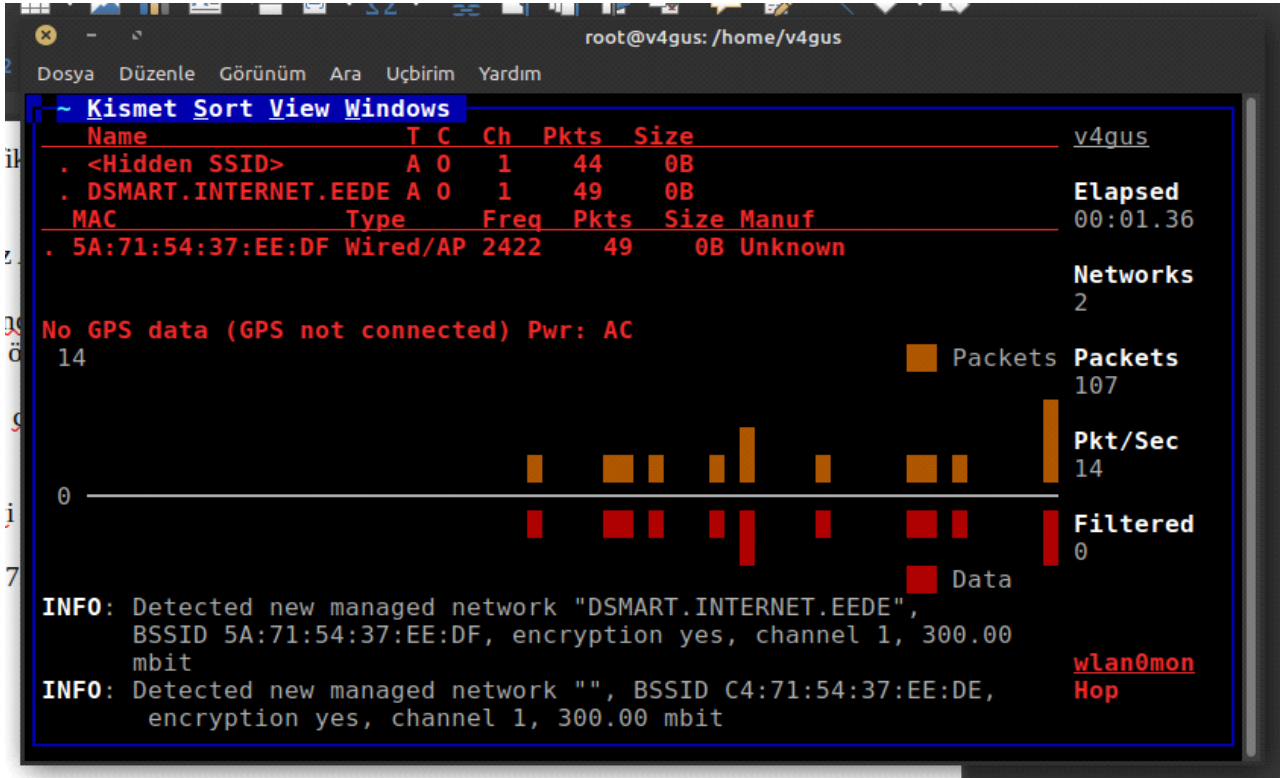 root@v4gus: /home/v4gus
Dosya Düzenle Görünüm Ara Uçbirim Yardım
~ Kismet Sort View Windows
Name T C Ch Pkts Size
. <Hidden SSID> A O 1 44 0B
. DSMART.INTERNET.EEDE A O 1 49 0B
MAC Type Freq Pkts Size Manuf
. 5A:71:54:37:EE:DF Wired/AP 2422 49 0B Unknown
No GPS data (GPS not connected) Pwr: AC
14
Packets
0
Data
INFO: Detected new managed network "DSMART.INTERNET.EEDE",
BSSID 5A:71:54:37:EE:DF, encryption yes, channel 1, 300.00
mbit
INFO: Detected new managed network "", BSSID C4:71:54:37:EE:DE,
encryption yes, channel 1, 300.00 mbit
v4gus
Elapsed
00:01.36
Networks
2
Packets
107
Pkt/Sec
14
Filtered
0
wlan0mon
Hop